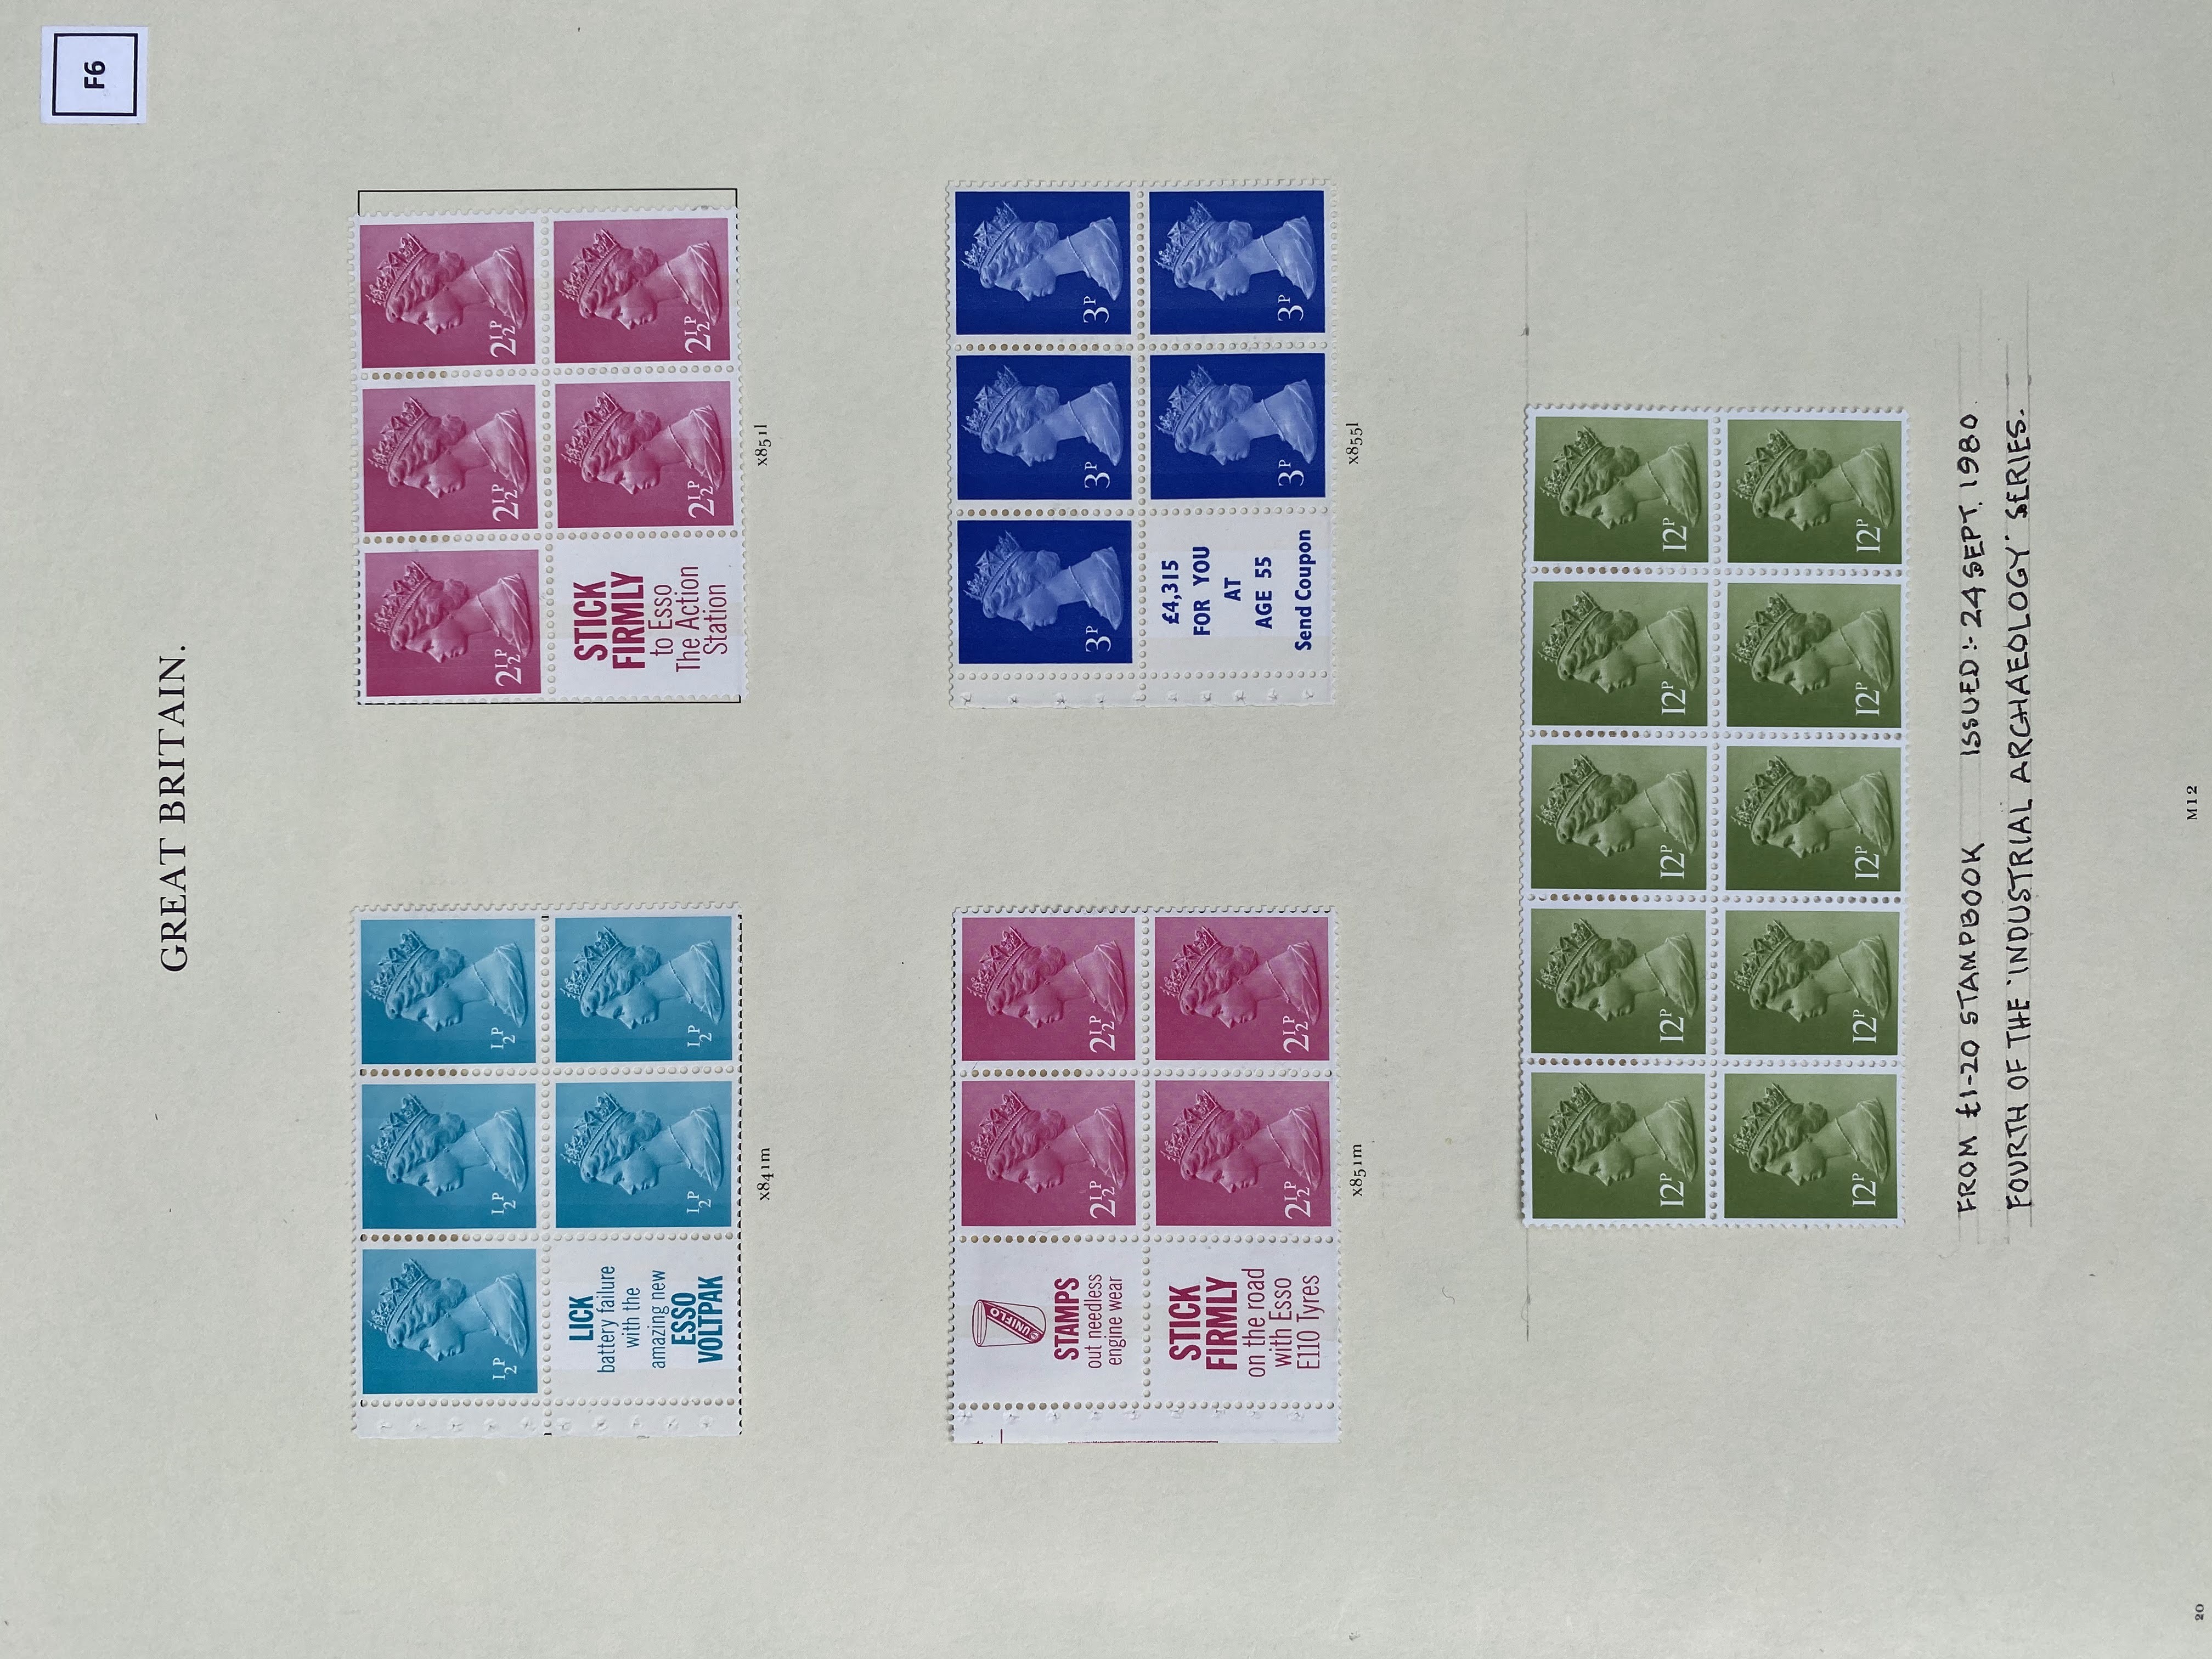 F6
GREAT BRITAIN.
½P ½P ½P
LICK
battery failure
with the
amazing new
ESSO
VOLTPAK
½P ½P
x841m
2½P 2½P 2½P
STICK
FIRMLY
to Esso
The Action
Station
2½P 2½P
x851l
UNIFLO
STAMPS
out needless
engine wear
2½P 2½P
STICK
FIRMLY
on the road
with Esso
E110 Tyres
2½P 2½P
x851m
3P 3P 3P
£4,315
FOR YOU
AT
AGE 55
Send Coupon
3P 3P
x855l
12P 12P 12P 12P 12P
12P 12P 12P 12P 12P
FROM £1-20 STAMPBOOK ISSUED:- 24 SEPT. 1980.
FOURTH OF THE 'INDUSTRIAL ARCHAEOLOGY' SERIES.
20
M12